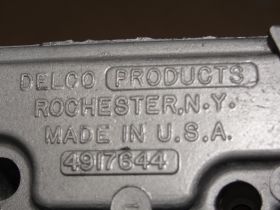 DELCO PRODUCTS
ROCHESTER, N.Y.
MADE IN U.S.A.
4917644